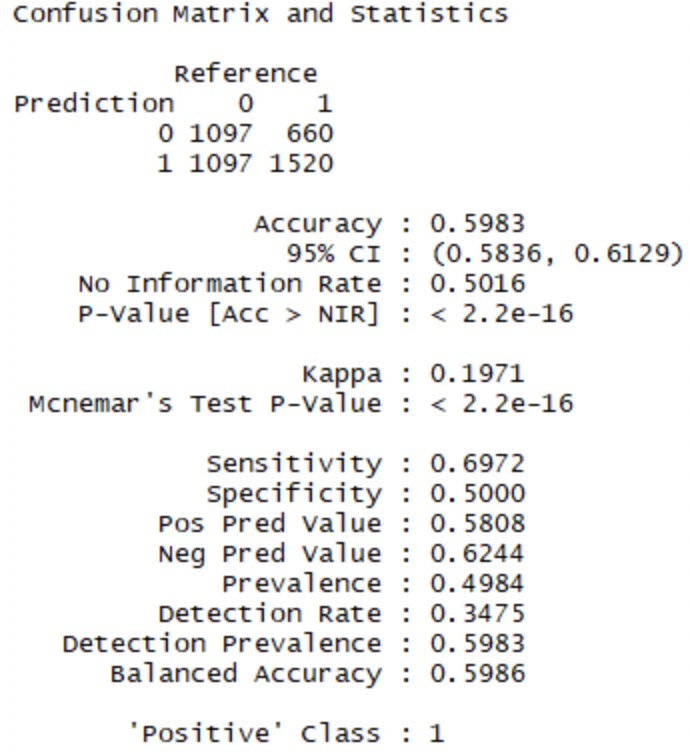 Confusion Matrix and Statistics
Reference
Prediction 0 1
0 1097 660
1 1097 1520
Accuracy : 0.5983
95% CI : (0.5836, 0.6129)
No Information Rate : 0.5016
P-Value [Acc > NIR] : < 2.2e-16
Kappa : 0.1971
Mcnemar's Test P-Value : < 2.2e-16
Sensitivity : 0.6972
Specificity : 0.5000
Pos Pred Value : 0.5808
Neg Pred Value : 0.6244
Prevalence : 0.4984
Detection Rate : 0.3475
Detection Prevalence : 0.5983
Balanced Accuracy : 0.5986
'Positive' Class : 1